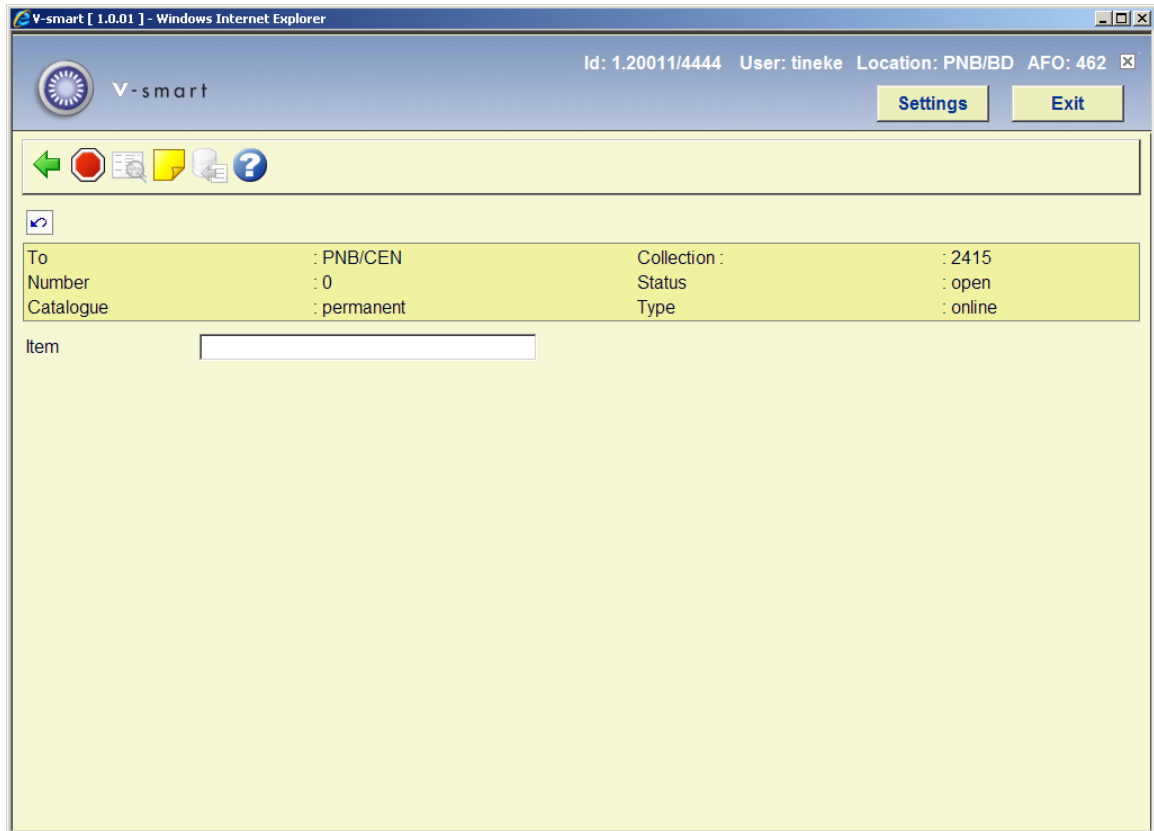 V-smart [ 1.0.01 ] - Windows Internet Explorer
Id: 1.20011/4444 User: tineke Location: PNB/BD AFO: 462
V-smart
Settings Exit
?
To : PNB/CEN Collection : : 2415
Number : 0 Status : open
Catalogue : permanent Type : online
Item